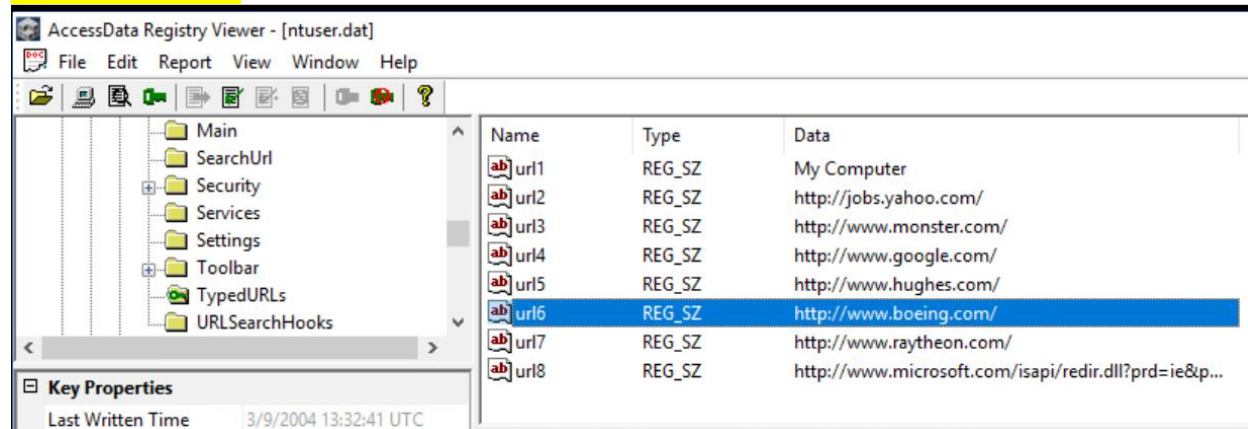 AccessData Registry Viewer - [ntuser.dat]
File Edit Report View Window Help
Main
SearchUrl
Security
Services
Settings
Toolbar
TypedURLs
URLSearchHooks
Key Properties
Last Written Time 3/9/2004 13:32:41 UTC
Name Type Data
url1 REG_SZ My Computer
url2 REG_SZ http://jobs.yahoo.com/
url3 REG_SZ http://www.monster.com/
url4 REG_SZ http://www.google.com/
url5 REG_SZ http://www.hughes.com/
url6 REG_SZ http://www.boeing.com/
url7 REG_SZ http://www.raytheon.com/
url8 REG_SZ http://www.microsoft.com/isapi/redir.dll?prd=ie&p...